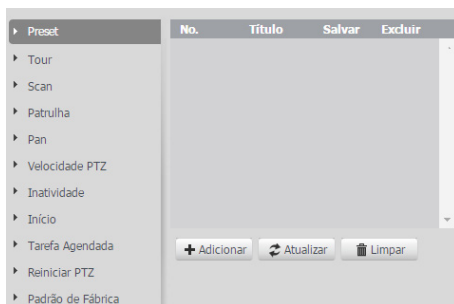 Preset
Tour
Scan
Patrulha
Pan
Velocidade PTZ
Inatividade
Início
Tarefa Agendada
Reiniciar PTZ
Padrão de Fábrica
No. Título Salvar Exduir
Adicionar Atualizar Limpar